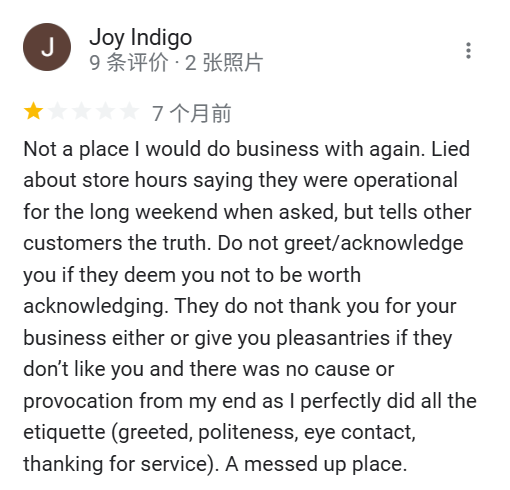 J
Joy Indigo
9 条评价 · 2 张照片
7 个月前
Not a place I would do business with again. Lied
about store hours saying they were operational
for the long weekend when asked, but tells other
customers the truth. Do not greet/acknowledge
you if they deem you not to be worth
acknowledging. They do not thank you for your
business either or give you pleasantries if they
don’t like you and there was no cause or
provocation from my end as I perfectly did all the
etiquette (greeted, politeness, eye contact,
thanking for service). A messed up place.